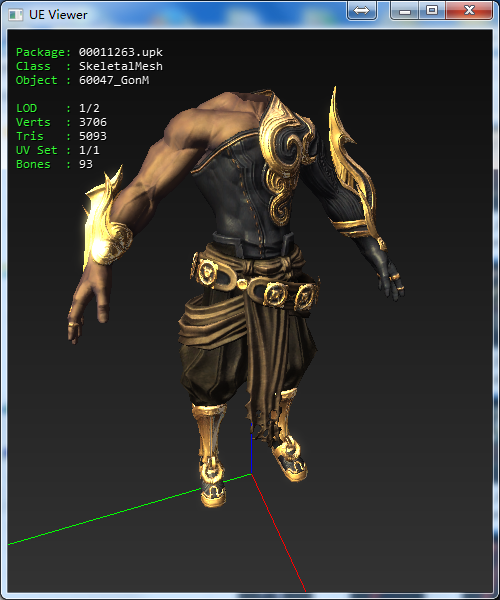 UE Viewer
Package: 00011263.upk
Class : SkeletalMesh
Object : 60047_GonM
LOD : 1/2
Verts : 3706
Tris : 5093
UV Set : 1/1
Bones : 93